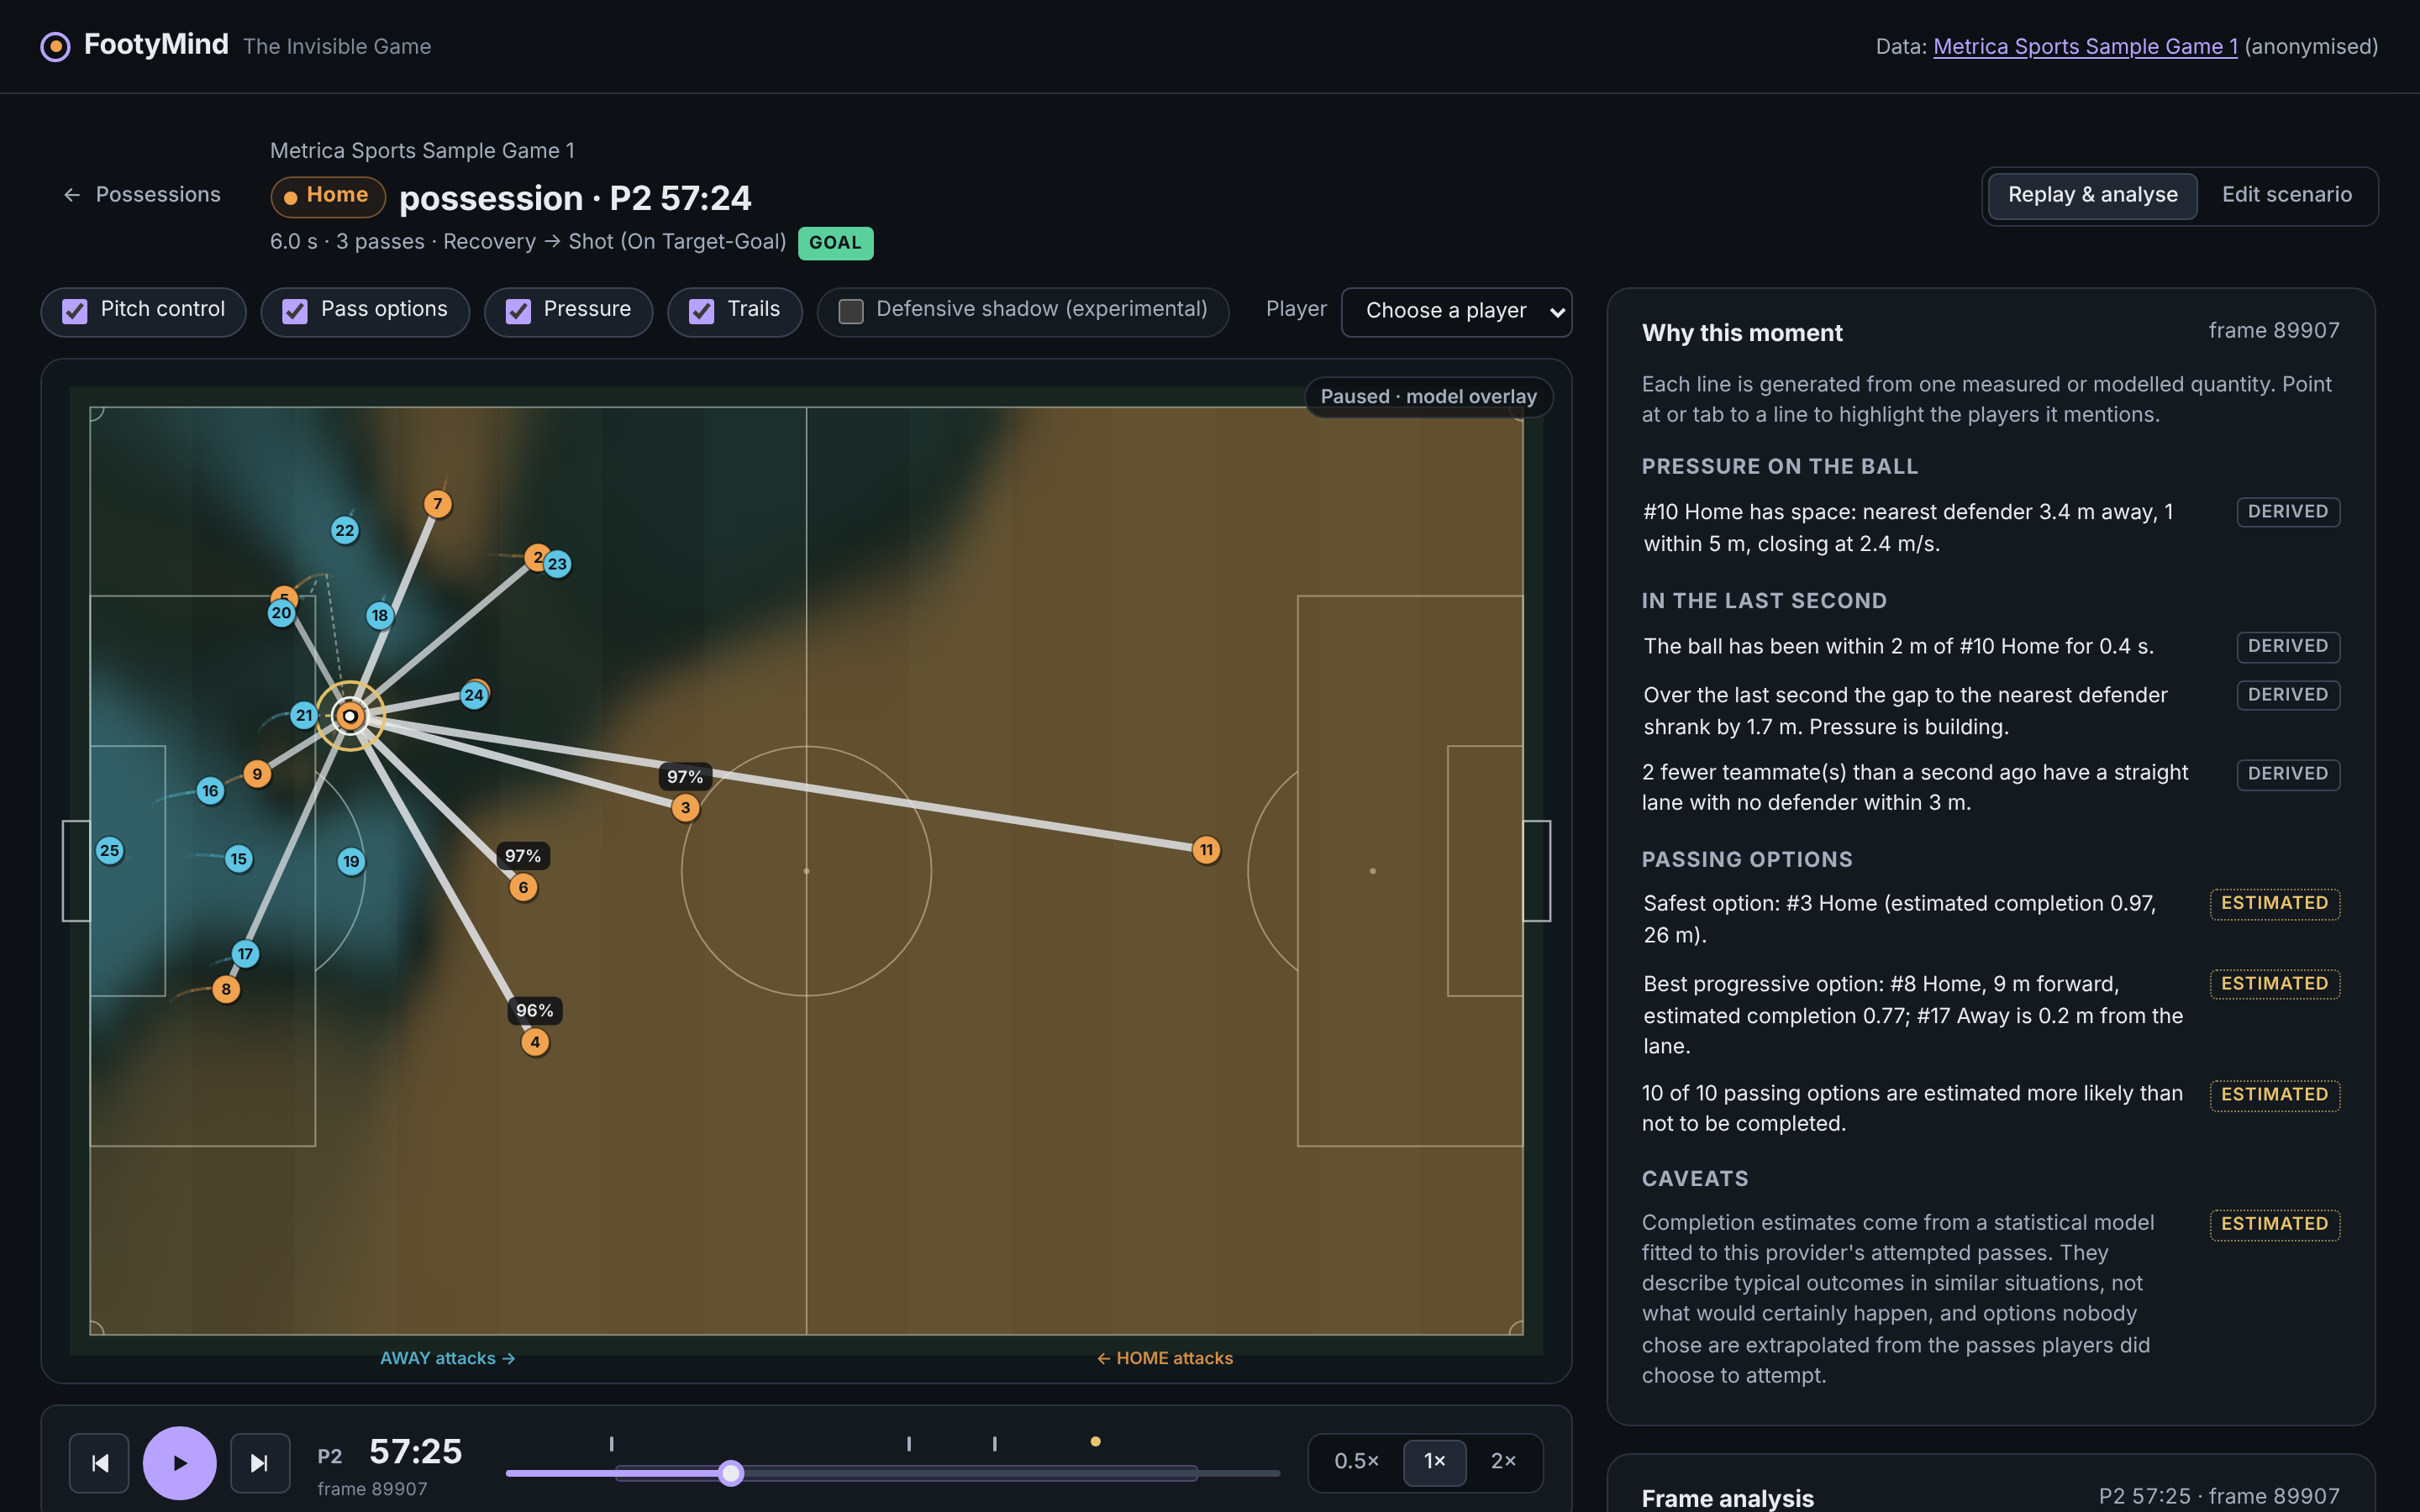 FootyMind The Invisible Game
Data: Metrica Sports Sample Game 1 (anonymised)
← Possessions
Metrica Sports Sample Game 1
Home possession · P2 57:24
6.0 s · 3 passes · Recovery → Shot (On Target-Goal) GOAL
Replay & analyse Edit scenario
Pitch control Pass options Pressure Trails Defensive shadow (experimental) Player Choose a player
Paused · model overlay
7
22
2 23
20
18
24
21
9
16
97%
3
11
25
15
19
97%
6
17
8
96%
4
AWAY attacks →
← HOME attacks
P2 57:25
frame 89907
0.5× 1× 2×
Why this moment frame 89907
Each line is generated from one measured or modelled quantity. Point
at or tab to a line to highlight the players it mentions.
PRESSURE ON THE BALL
#10 Home has space: nearest defender 3.4 m away, 1 DERIVED
within 5 m, closing at 2.4 m/s.
IN THE LAST SECOND
The ball has been within 2 m of #10 Home for 0.4 s. DERIVED
Over the last second the gap to the nearest defender DERIVED
shrank by 1.7 m. Pressure is building.
2 fewer teammate(s) than a second ago have a straight DERIVED
lane with no defender within 3 m.
PASSING OPTIONS
Safest option: #3 Home (estimated completion 0.97, ESTIMATED
26 m).
Best progressive option: #8 Home, 9 m forward, ESTIMATED
estimated completion 0.77; #17 Away is 0.2 m from the
lane.
10 of 10 passing options are estimated more likely than ESTIMATED
not to be completed.
CAVEATS
Completion estimates come from a statistical model ESTIMATED
fitted to this provider's attempted passes. They
describe typical outcomes in similar situations, not
what would certainly happen, and options nobody
chose are extrapolated from the passes players did
choose to attempt.
Frame analysis P2 57:25 · frame 89907